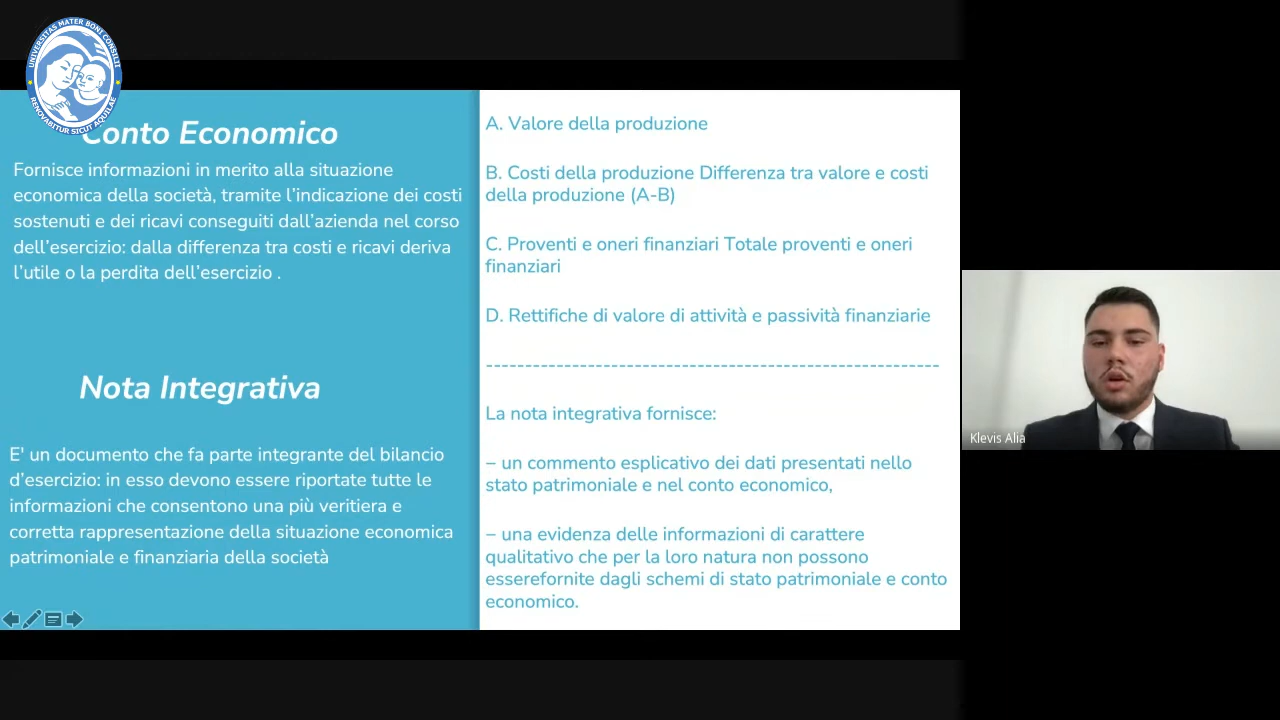 UNIVERSITAS MATER BONI CONSILII
RENOVABITUR SICUT AQUILAE
Conto Economico
Fornisce informazioni in merito alla situazione
economica della società, tramite l’indicazione dei costi
sostenuti e dei ricavi conseguiti dall’azienda nel corso
dell’esercizio: dalla differenza tra costi e ricavi deriva
l’utile o la perdita dell’esercizio .
Nota Integrativa
E' un documento che fa parte integrante del bilancio
d’esercizio: in esso devono essere riportate tutte le
informazioni che consentono una più veritiera e
corretta rappresentazione della situazione economica
patrimoniale e finanziaria della società
A. Valore della produzione
B. Costi della produzione Differenza tra valore e costi
della produzione (A-B)
C. Proventi e oneri finanziari Totale proventi e oneri
finanziari
D. Rettifiche di valore di attività e passività finanziarie
----------------------------------------------------------
La nota integrativa fornisce:
– un commento esplicativo dei dati presentati nello
stato patrimoniale e nel conto economico,
– una evidenza delle informazioni di carattere
qualitativo che per la loro natura non possono
esserefornite dagli schemi di stato patrimoniale e conto
economico.
Klevis Alia